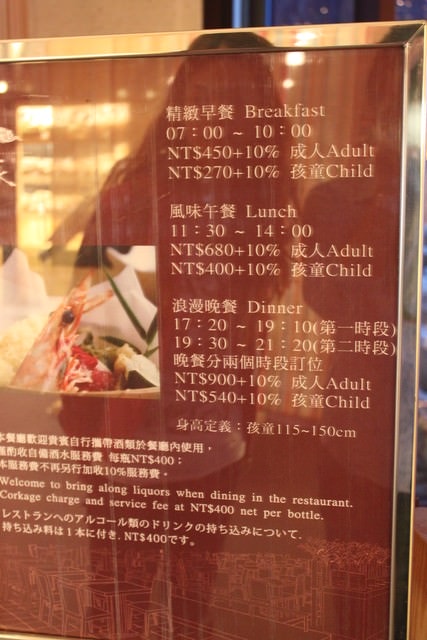 精緻早餐 Breakfast
07：00 ~ 10：00
NT$450+10% 成人Adult
NT$270+10% 孩童Child
風味午餐 Lunch
11：30 ~ 14：00
NT$680+10% 成人Adult
NT$400+10% 孩童Child
浪漫晚餐 Dinner
17：20 ~ 19：10(第一時段)
19：30 ~ 21：20(第二時段)
晚餐分兩個時段訂位
NT$900+10% 成人Adult
NT$540+10% 孩童Child
身高定義：孩童115~150cm
本餐廳歡迎貴賓自行攜帶酒類於餐廳內使用，
酌收自備酒水服務費 每瓶NT$400；
本服務費不再另行加收10%服務費。
Welcome to bring along liquors when dining in the restaurant.
Corkage charge and service fee at NT$400 net per bottle.
レストランへのアルコール類のドリンクの持ち込みについて.
持ち込み料は１本に付き. NT$400です。